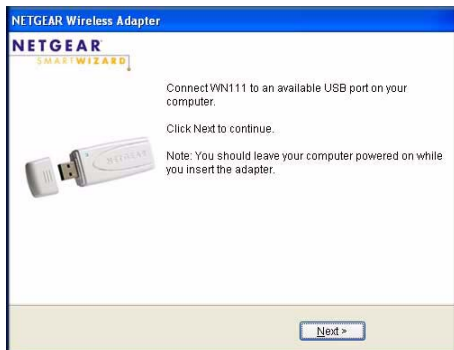 NETGEAR Wireless Adapter
NETGEAR
SMARTWIZARD
Connect WN111 to an available USB port on your
computer.
Click Next to continue.
Note: You should leave your computer powered on while
you insert the adapter.
NETGEAR
Next >